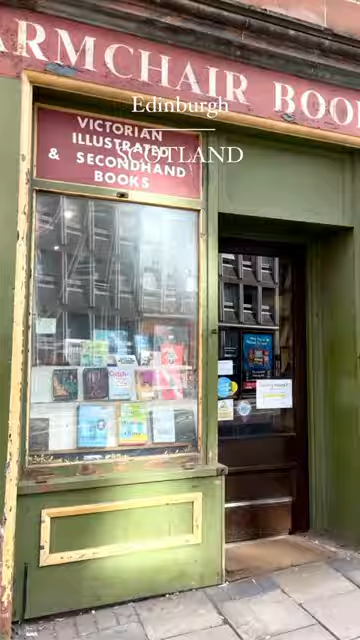 ARMCHAIR BOO
Edinburgh
SCOTLAND
VICTORIAN
ILLUSTRATED
& SECONDHAND
BOOKS